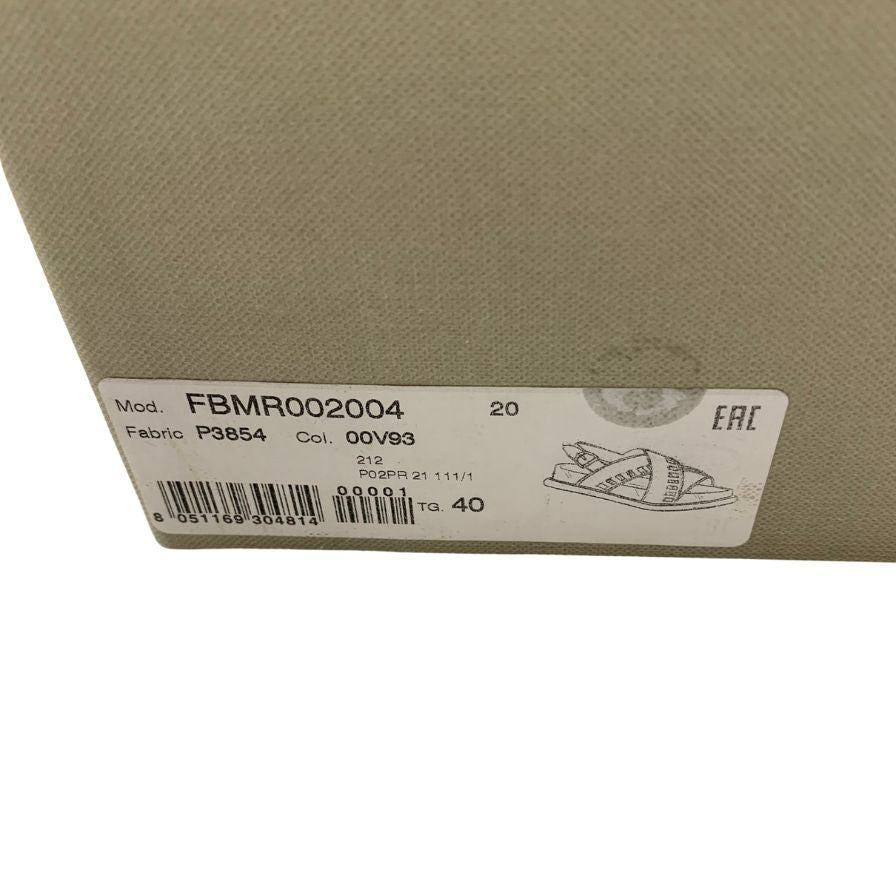 Mod. FBMR002004 20
Fabric P3854 Col. 00V93
212
P02PR 21 111/1
00001
8 051169 304814
TG. 40
EAC